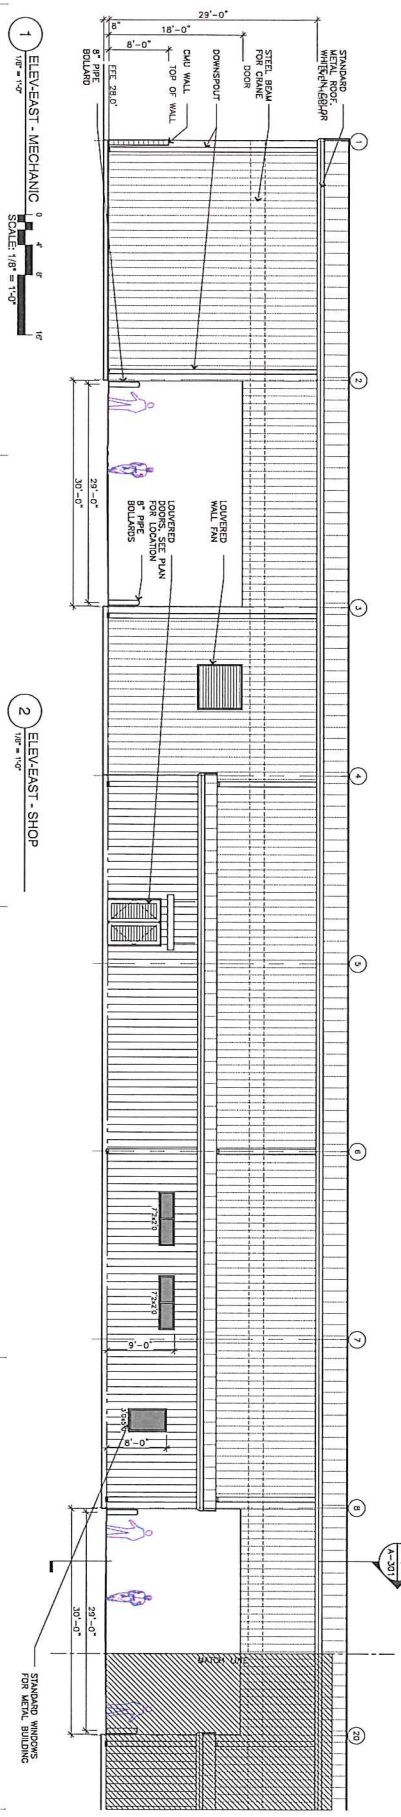 29'-0"
18'-0"
8'-0"
8"
FFE 28.0'
STANDARD
METAL ROOF,
WHITE IN COLOR
STEEL BEAM
FOR CRANE
DOOR
DOWNSPOUT
CMU WALL
TOP OF WALL
8" PIPE
BOLLARD
1
2
3
4
5
6
7
8
20
A-301
29'-0"
30'-0"
LOUVERED
WALL FAN
LOUVERED
DOORS, SEE PLAN
FOR LOCATION
8" PIPE
BOLLARDS
7'2x2'0
7'2x2'0
9'-0"
8'-0"
29'-0"
30'-0"
MATCH LINE
STANDARD WINDOWS
FOR METAL BUILDING
1
ELEV-EAST - MECHANIC
1/8" = 1'-0"
0 4' 8' 16'
SCALE: 1/8" = 1'-0"
2
ELEV-EAST - SHOP
1/8" = 1'-0"